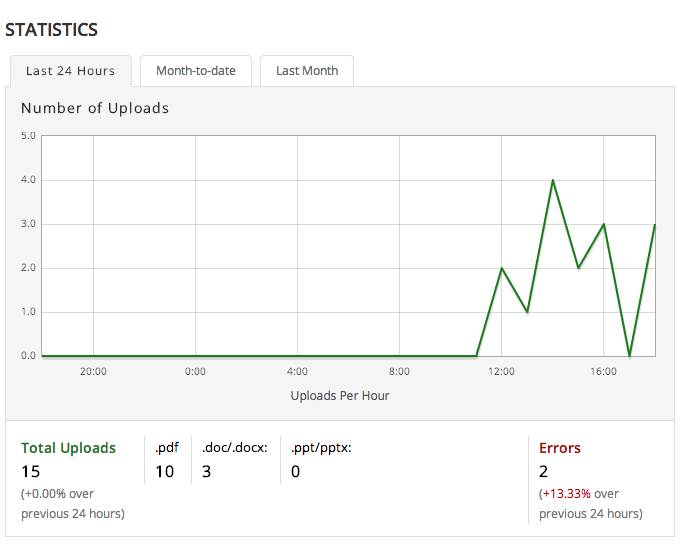 STATISTICS
Last 24 Hours
Month-to-date
Last Month
Number of Uploads
5.0
4.0
3.0
2.0
1.0
0.0
20:00
0:00
4:00
8:00
12:00
16:00
Uploads Per Hour
Total Uploads
15
(+0.00% over
previous 24 hours)
.pdf
10
.doc/.docx:
3
.ppt/pptx:
0
Errors
2
(+13.33% over
previous 24 hours)